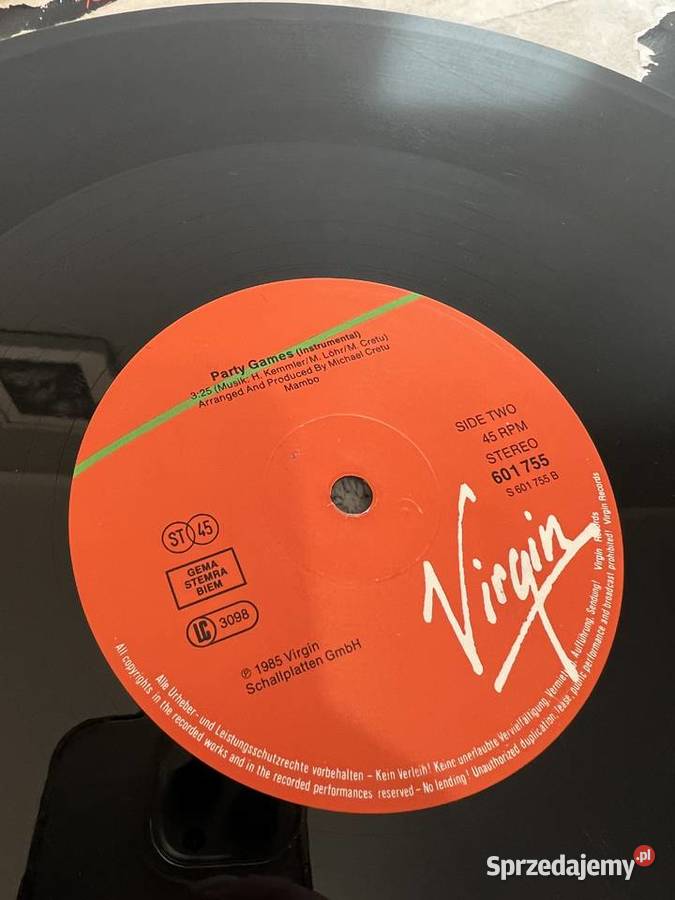 Party Games (Instrumental)
3:25 (Musik: H. Kemmler/M. Löhr/M. Cretu)
Arranged And Produced By Michael Cretu
Mambo
SIDE TWO
45 RPM
STEREO
601 755
S 601 755 B
ST 45
GEMA
STEMRA
BIEM
LC 3098
℗ 1985 Virgin
Schallplatten GmbH
Virgin
Alle Urheber- und Leistungsschutzrechte vorbehalten – Kein Verleih! Keine unerlaubte Vervielfältigung, Vermietung, Aufführung, Sendung! Virgin Records
All copyrights in the recorded works and in the recorded performances reserved – No lending! Unauthorized duplication, lease, public performance and broadcast prohibited! Virgin Records
Sprzedajemy.pl